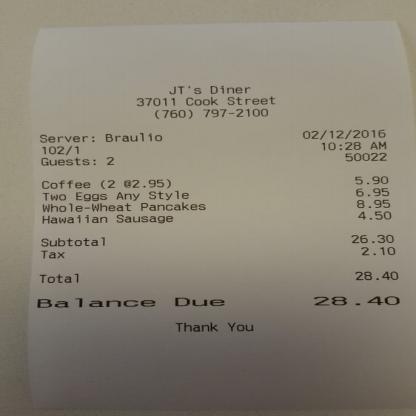 JT's Diner
37011 Cook Street
(760) 797-2100
Server: Braulio 02/12/2016
102/1 10:28 AM
Guests: 2 50022
Coffee (2 @2.95) 5.90
Two Eggs Any Style 6.95
Whole-Wheat Pancakes 8.95
Hawaiian Sausage 4.50
Subtotal 26.30
Tax 2.10
Total 28.40
Balance Due 28.40
Thank You